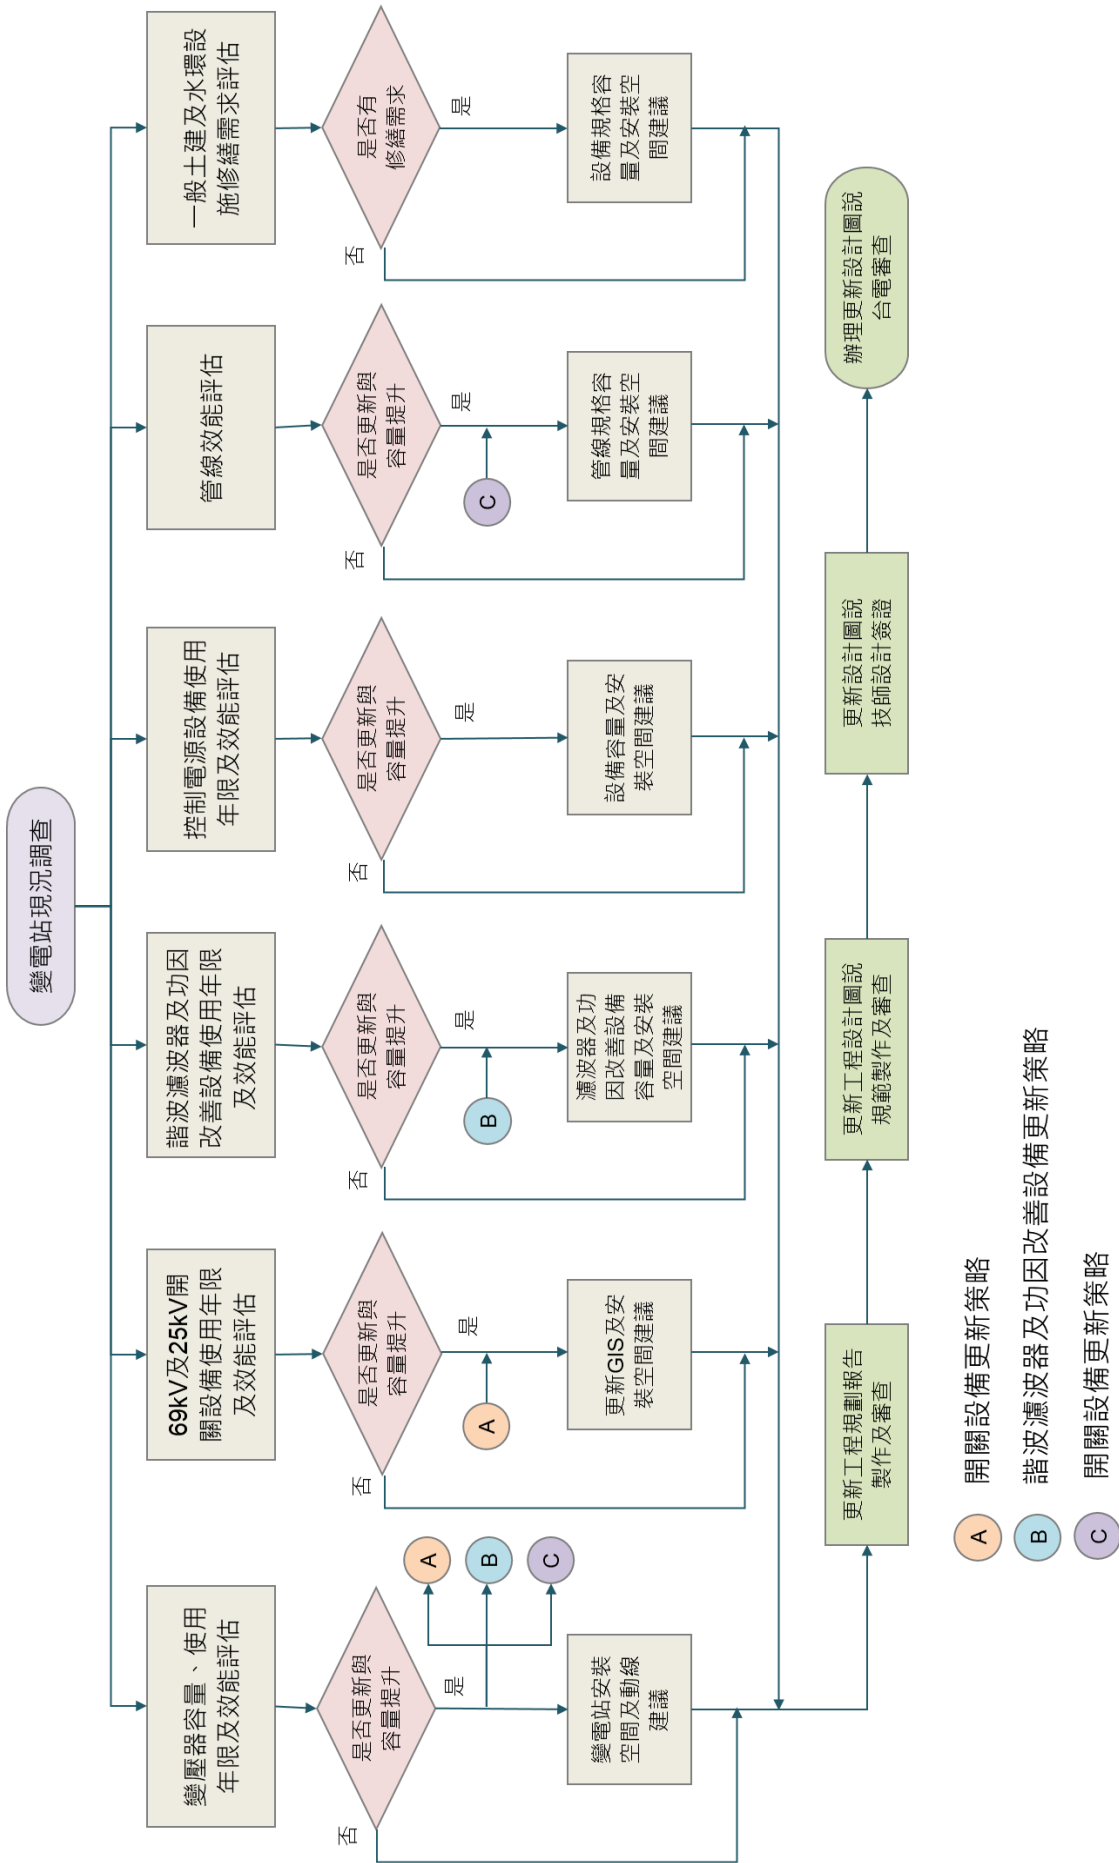 變電站現況調查
變壓器容量、使用
年限及效能評估
69kV及25kV開
關設備使用年限
及效能評估
諧波濾波器及功因
改善設備使用年限
及效能評估
控制電源設備使用
年限及效能評估
管線效能評估
一般土建及水環設
施修繕需求評估
是否更新與
容量提升
是否更新與
容量提升
是否更新與
容量提升
是否更新與
容量提升
是否更新與
容量提升
是否有
修繕需求
否
是
否
是
否
是
否
是
否
是
否
是
A
B
C
A
B
C
變電站安裝
空間及動線
建議
更新GIS及安
裝空間建議
濾波器及功
因改善設備
容量及安裝
空間建議
設備容量及安
裝空間建議
管線規格容
量及安裝空
間建議
設備規格容
量及安裝空
間建議
更新工程規劃報告
製作及審查
更新工程設計圖說
規範製作及審查
更新設計圖說
技師設計簽證
辦理更新設計圖說
台電審查
A 開關設備更新策略
B 諧波濾波器及功因改善設備更新策略
C 開關設備更新策略